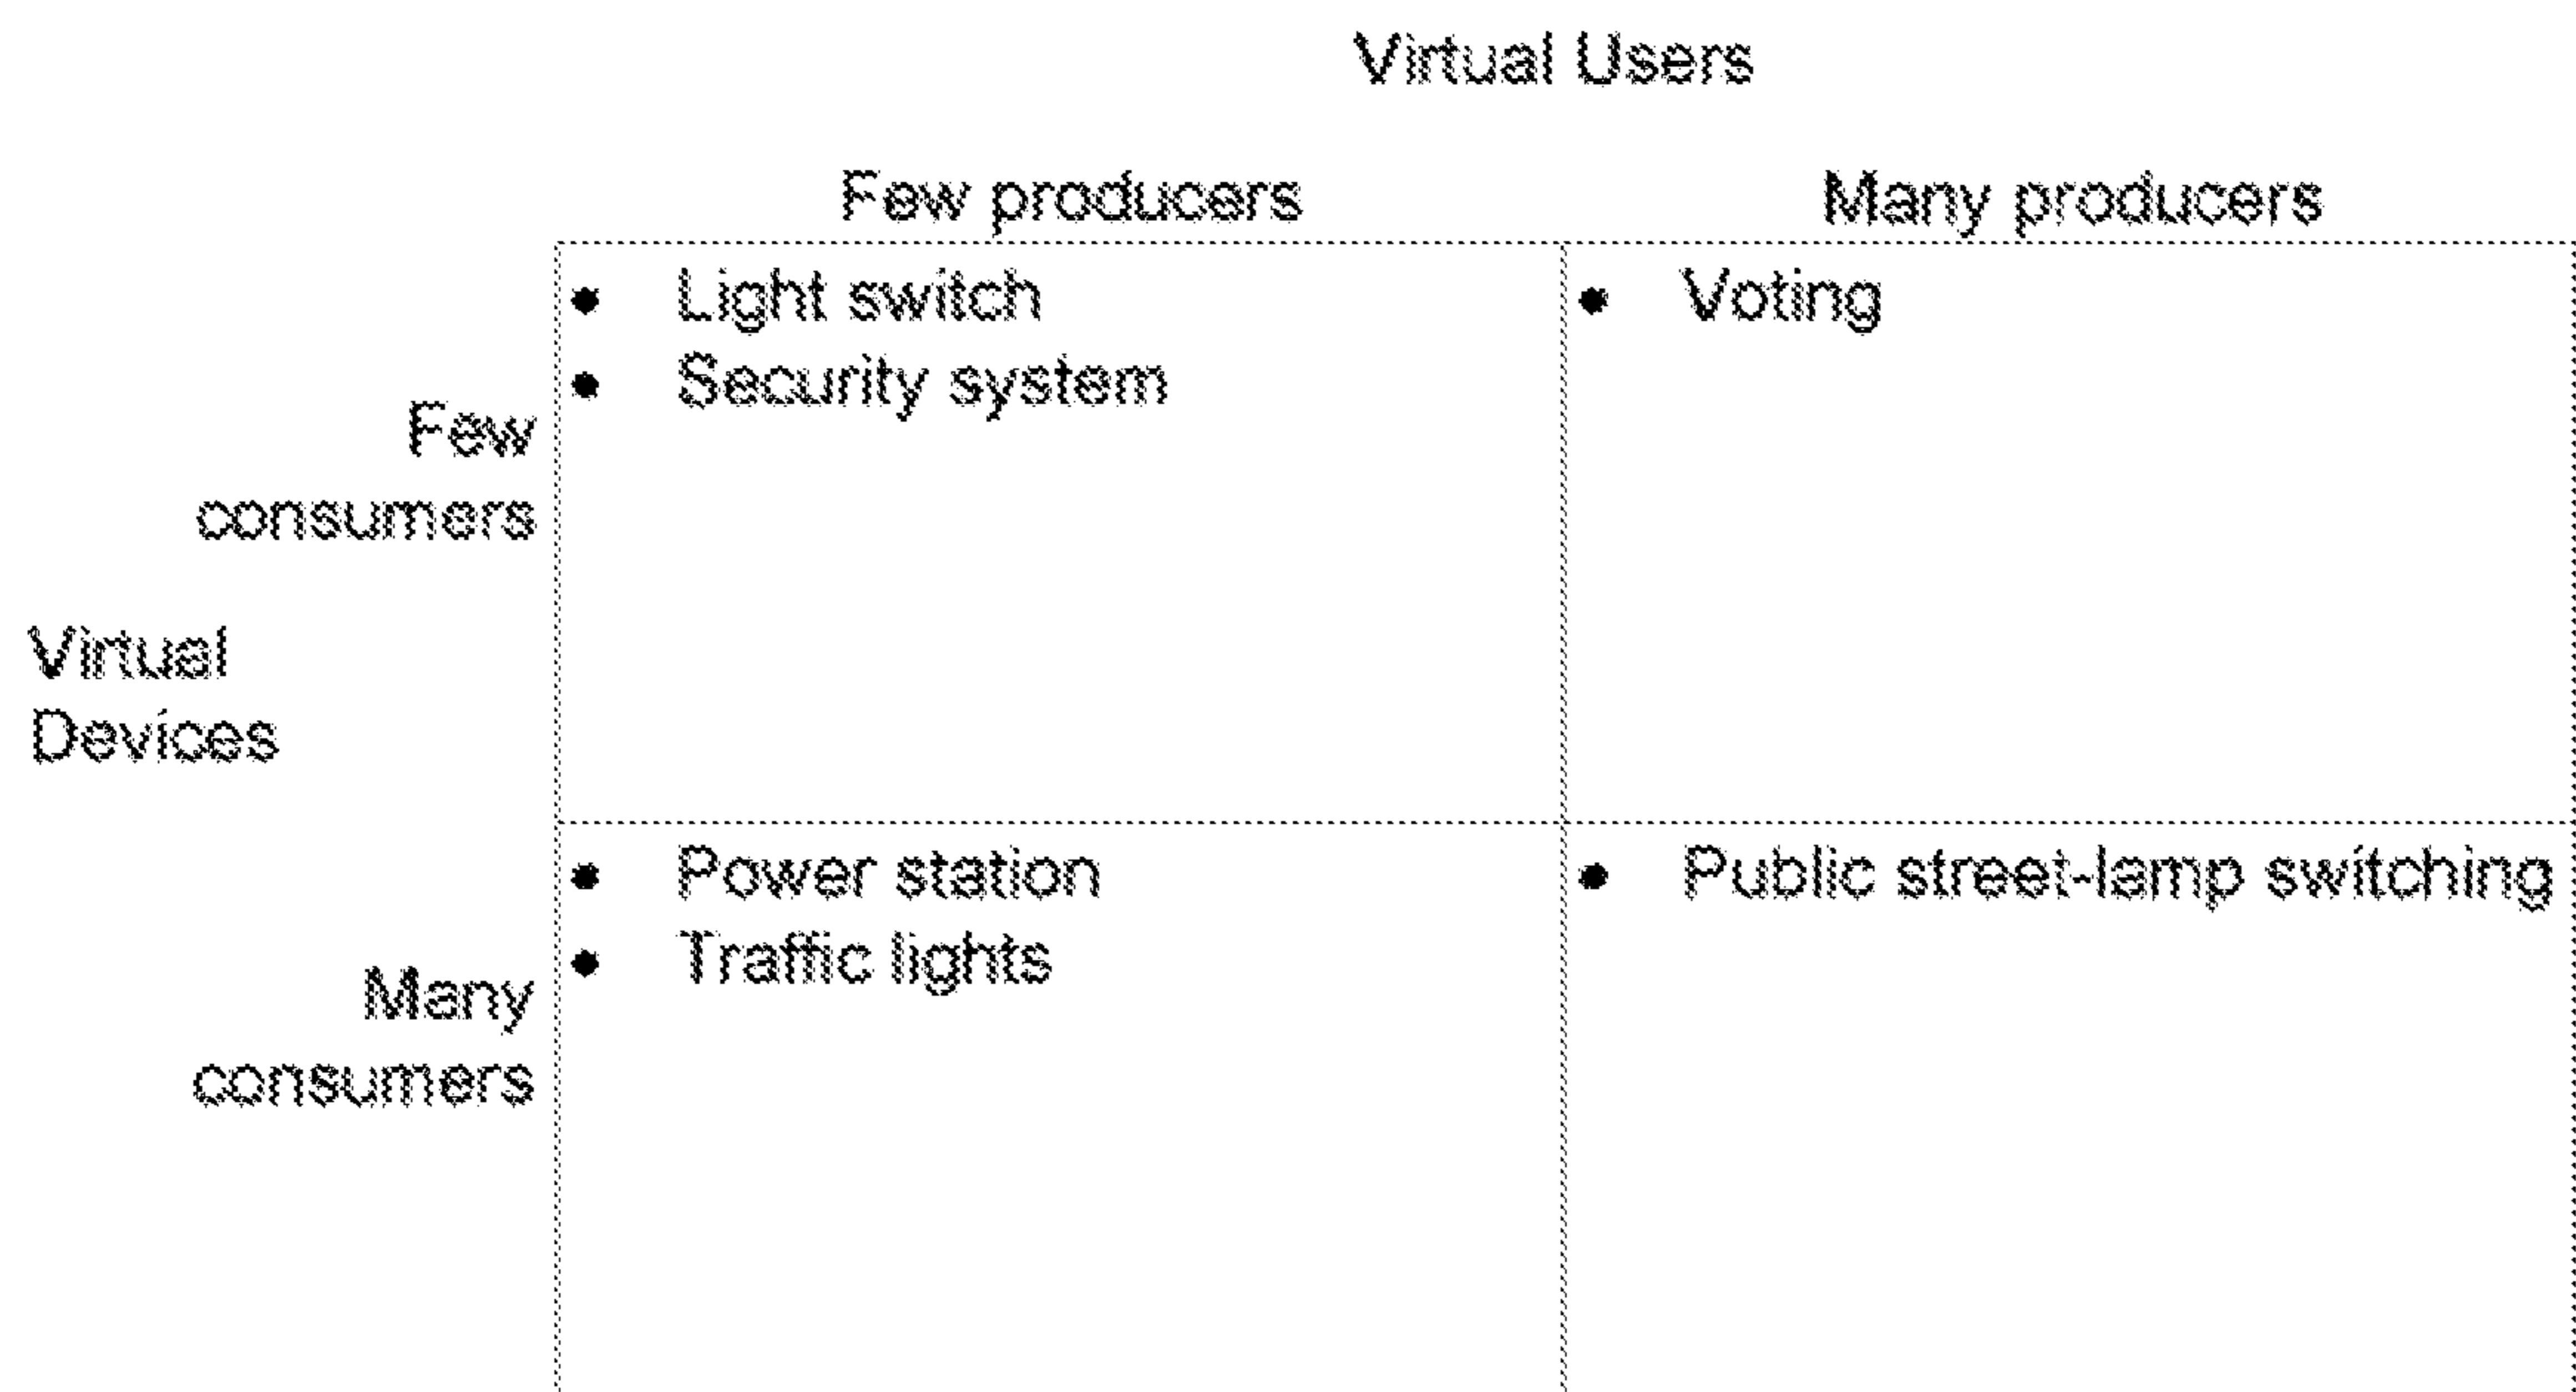 Virtual Users
Few producers
Many producers
Few
consumers
• Light switch
• Security system
• Voting
Virtual
Devices
Many
consumers
• Power station
• Traffic lights
• Public street-lamp switching